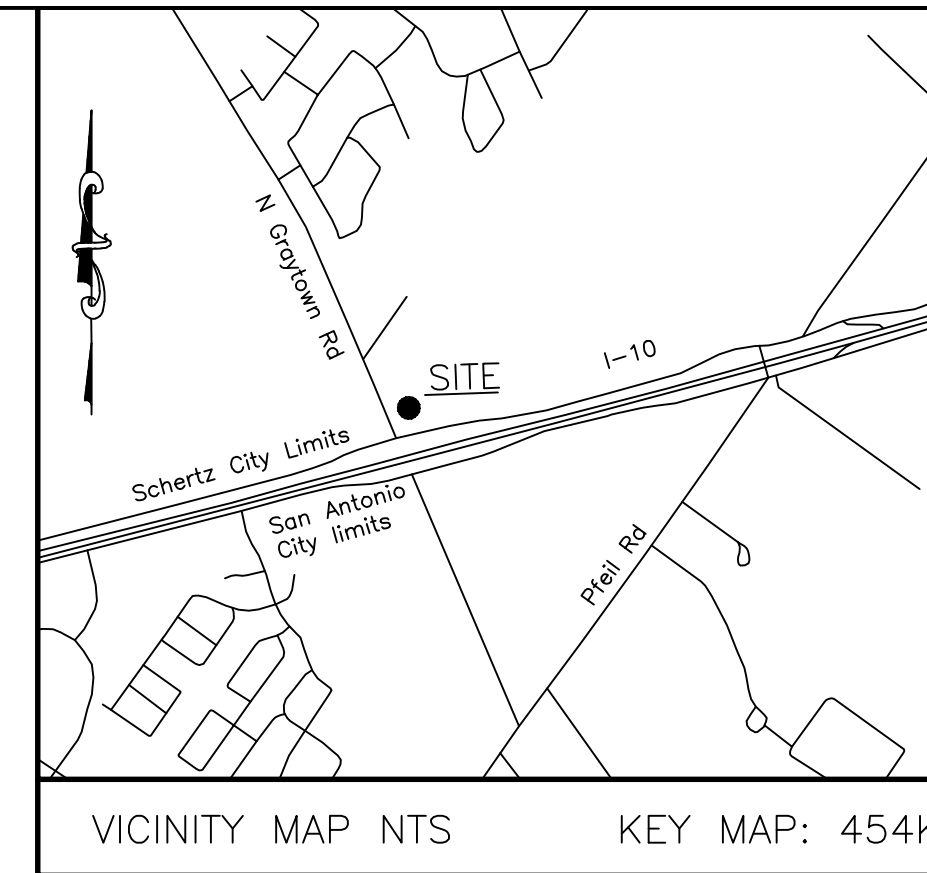 N Graytown Rd
I-10
SITE
Schertz City Limits
San Antonio
City limits
Pfeil Rd
VICINITY MAP NTS
KEY MAP: 454